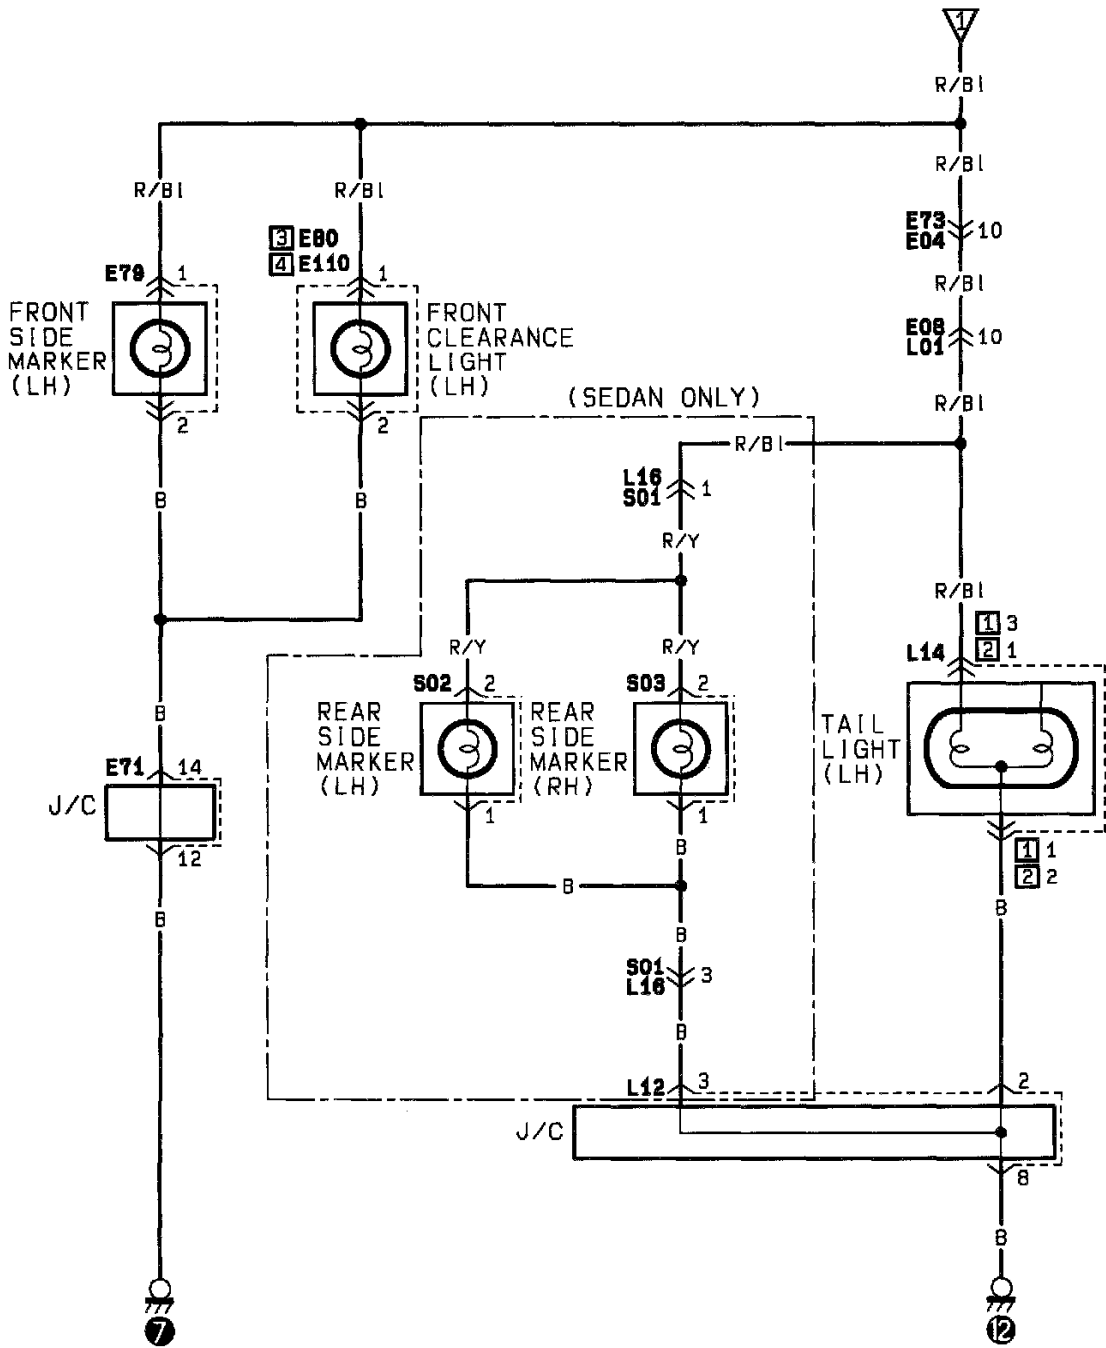 1
R/Bl
R/Bl
R/Bl
R/Bl
E73
E04
10
3 E80
4 E110
E79
1
1
R/Bl
FRONT
SIDE
MARKER
(LH)
FRONT
CLEARANCE
LIGHT
(LH)
E08
L01
10
2
2
(SEDAN ONLY)
R/Bl
R/Bl
L16
S01
1
B
B
R/Y
R/Bl
1 3
2 1
R/Y
R/Y
L14
S02
2
S03
2
B
REAR
SIDE
MARKER
(LH)
REAR
SIDE
MARKER
(RH)
TAIL
LIGHT
(LH)
E71
14
J/C
1
1
12
B
1 1
2 2
B
B
B
B
S01
L16
3
B
L12
3
2
J/C
8
B
7
12